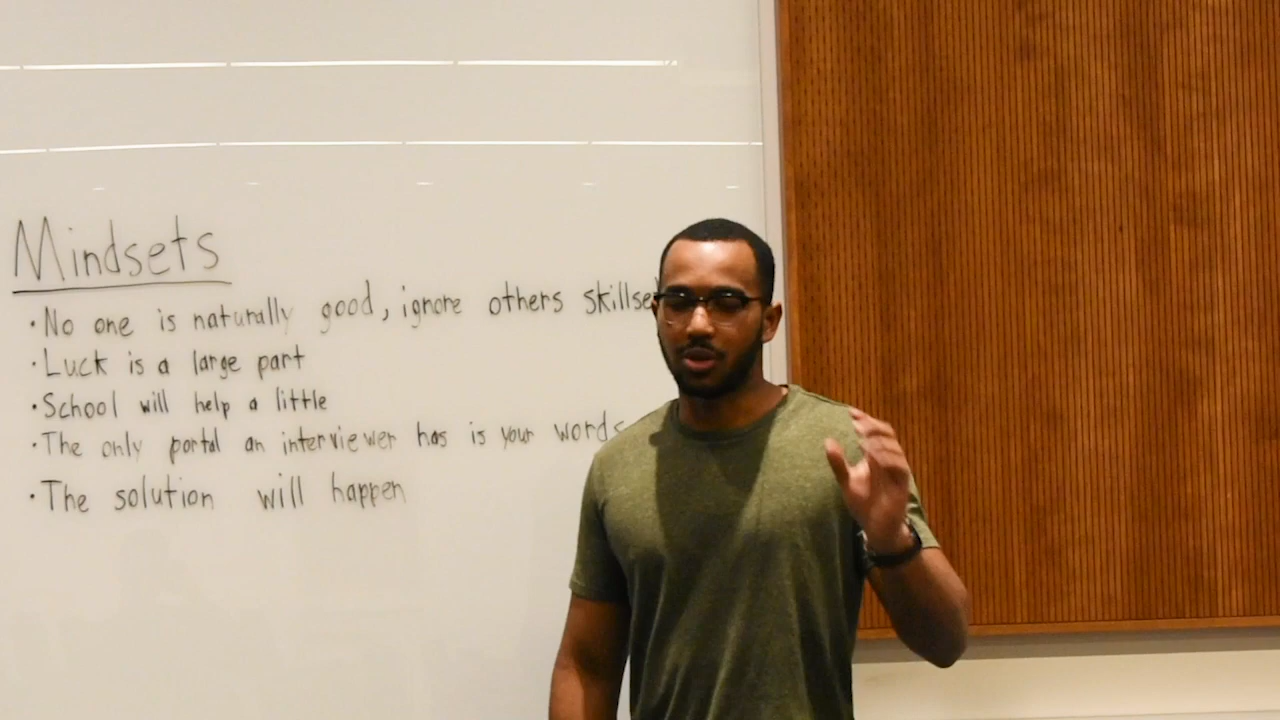 Mindsets
·No one is naturally good, ignore others skillse
·Luck is a large part
·School will help a little
·The only portal an interviewer has is your words
·The solution will happen